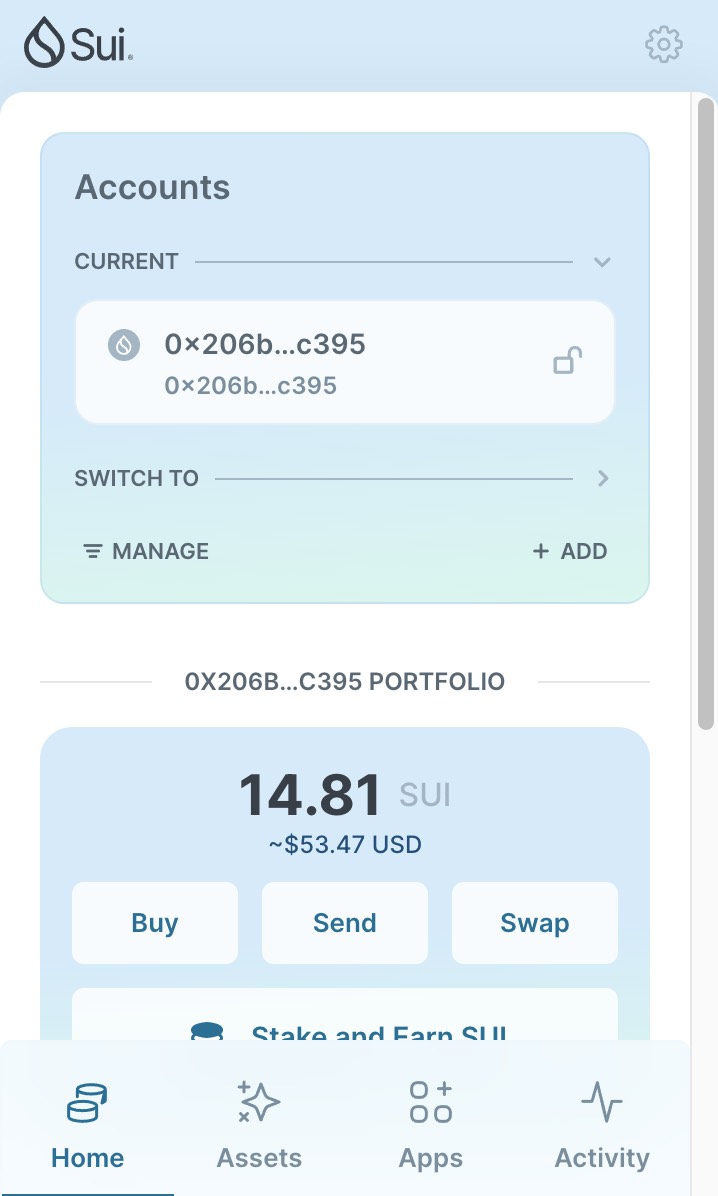 Sui
Accounts
CURRENT
0×206b...c395
0×206b...c395
SWITCH TO
MANAGE
+ ADD
0X206B...C395 PORTFOLIO
14.81 SUI
~$53.47 USD
Buy
Send
Swap
Stake and Earn SUI
Home
Assets
Apps
Activity